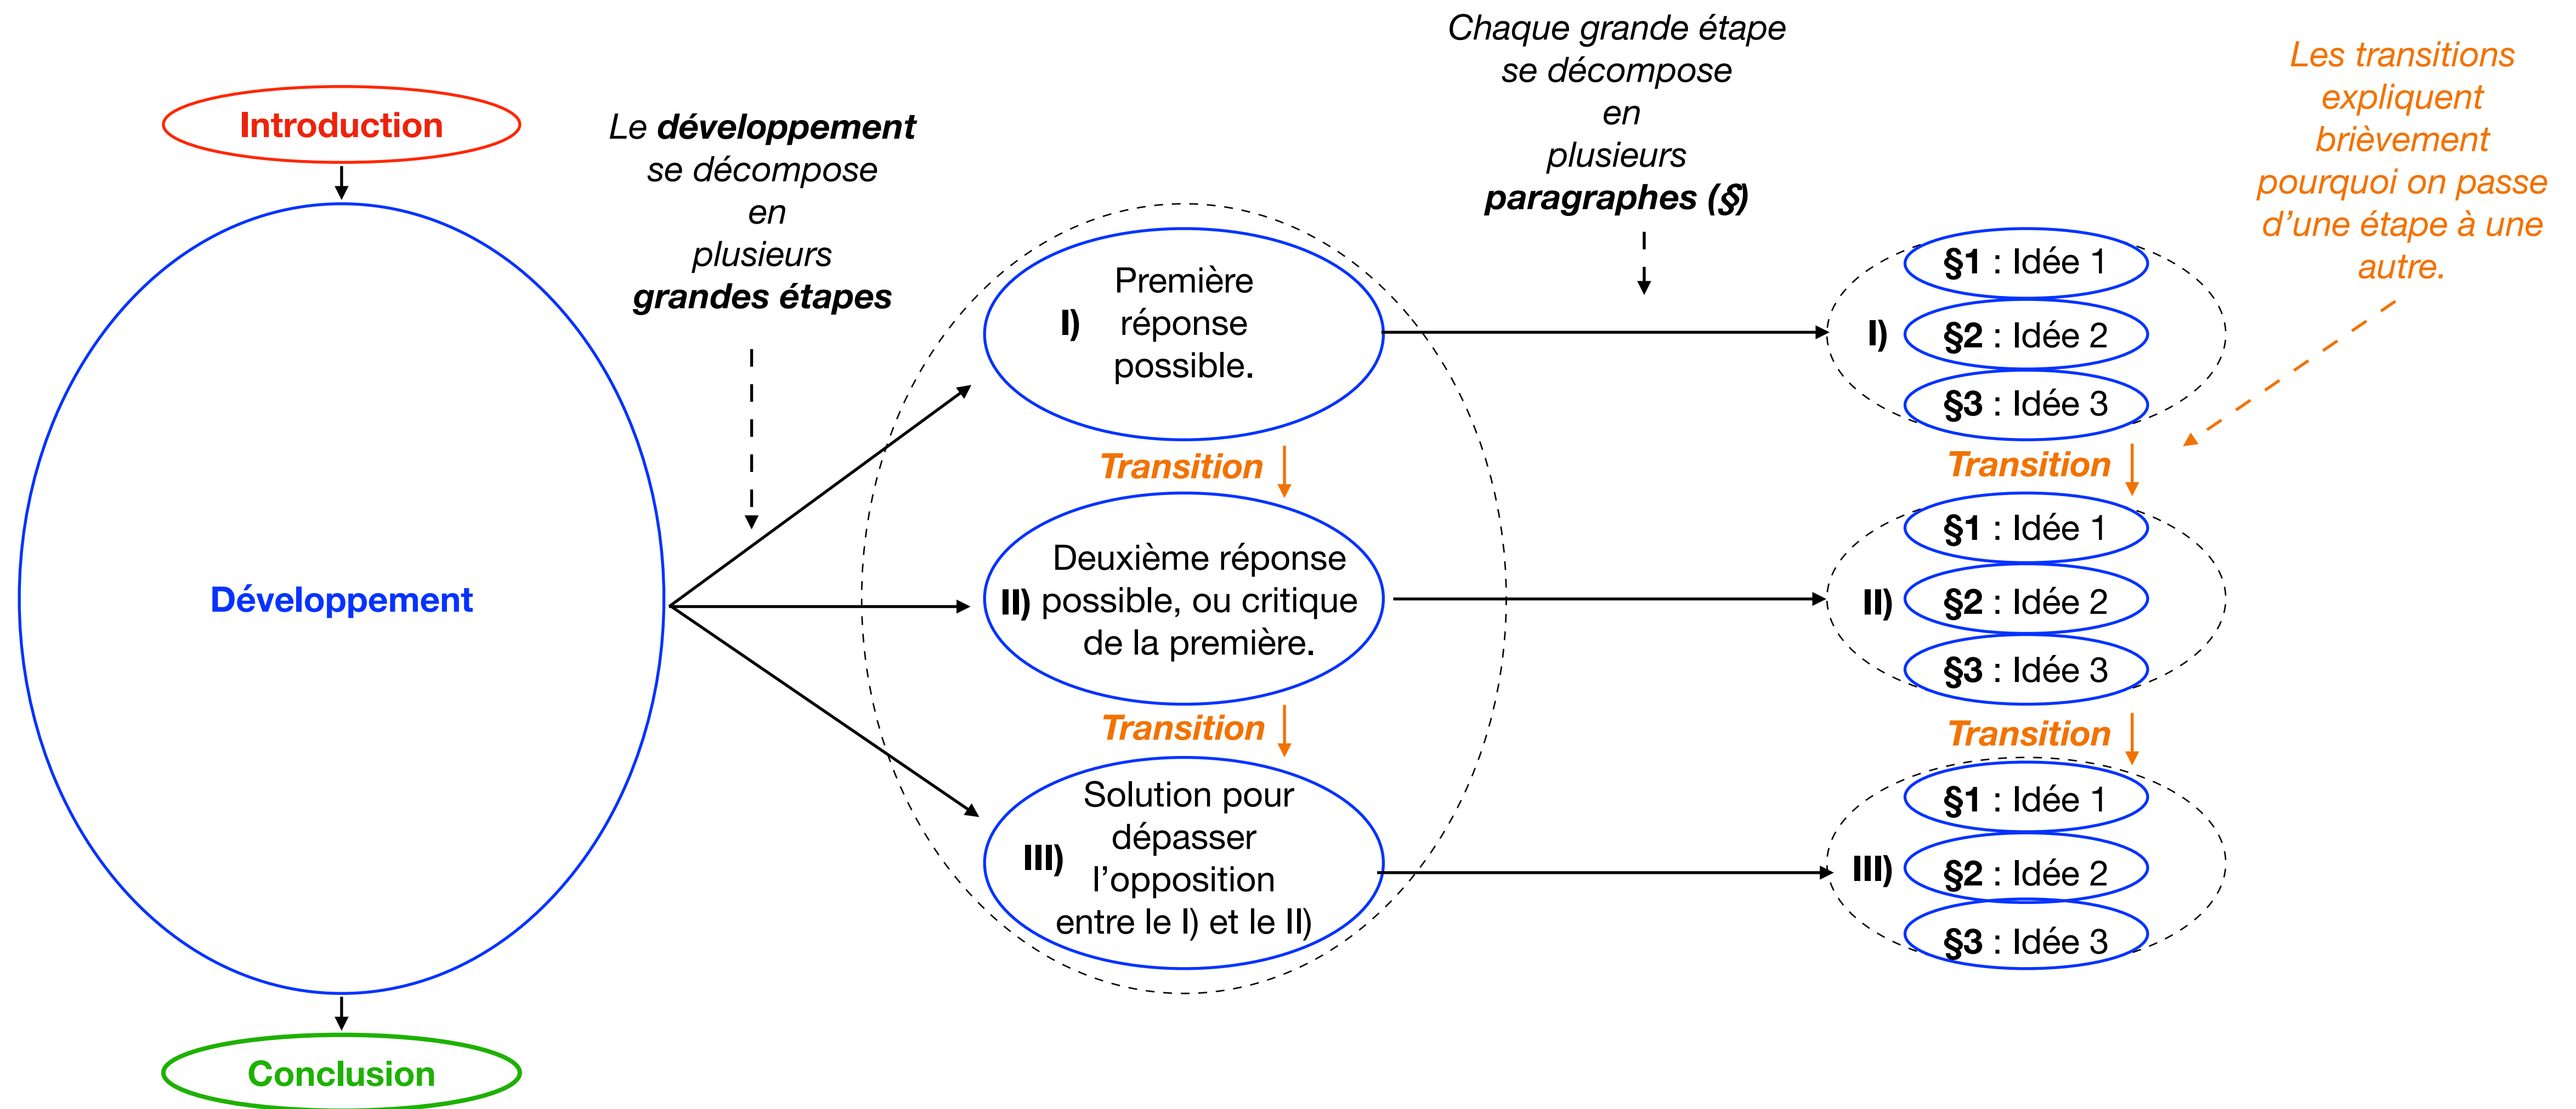 Introduction
Développement
Conclusion
Le développement
se décompose
en
plusieurs
grandes étapes
I)
Première
réponse
possible.
Transition
Deuxième réponse
II) possible, ou critique
de la première.
Transition
Solution pour
dépasser
III)
l’opposition
entre le I) et le II)
Chaque grande étape
se décompose
en
plusieurs
paragraphes (§)
§1 : Idée 1
I) §2 : Idée 2
§3 : Idée 3
Transition
§1 : Idée 1
II) §2 : Idée 2
§3 : Idée 3
Transition
§1 : Idée 1
III) §2 : Idée 2
§3 : Idée 3
Les transitions
expliquent
brièvement
pourquoi on passe
d’une étape à une
autre.